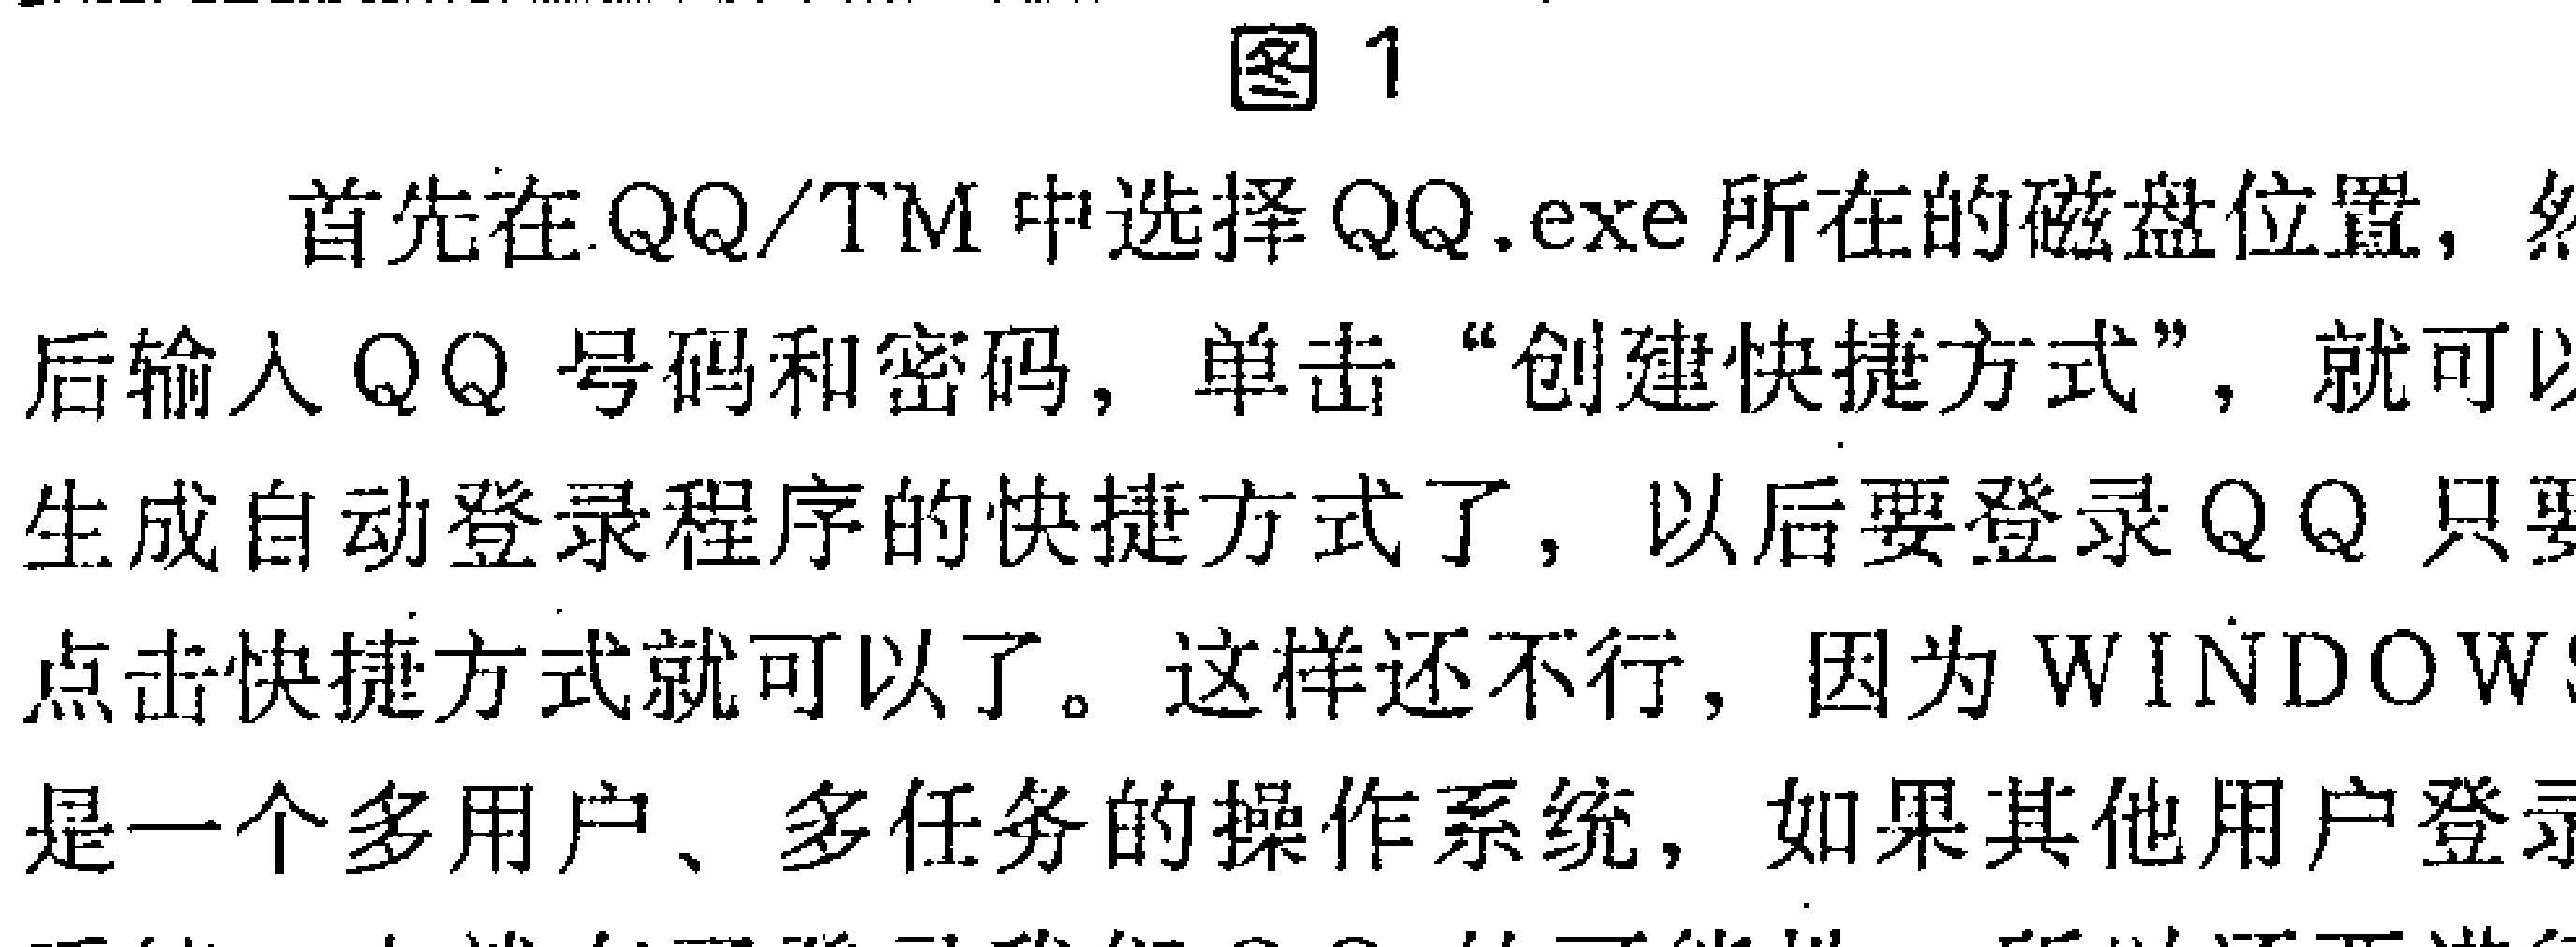 图 1
首先在QQ/TM中选择QQ.exe所在的磁盘位置，然
后输入QQ 号码和密码，单击“创建快捷方式”，就可以
生成自动登录程序的快捷方式了，以后要登录QQ 只要
点击快捷方式就可以了。这样还不行，因为WINDOWS
是一个多用户、多任务的操作系统，如果其他用户登录